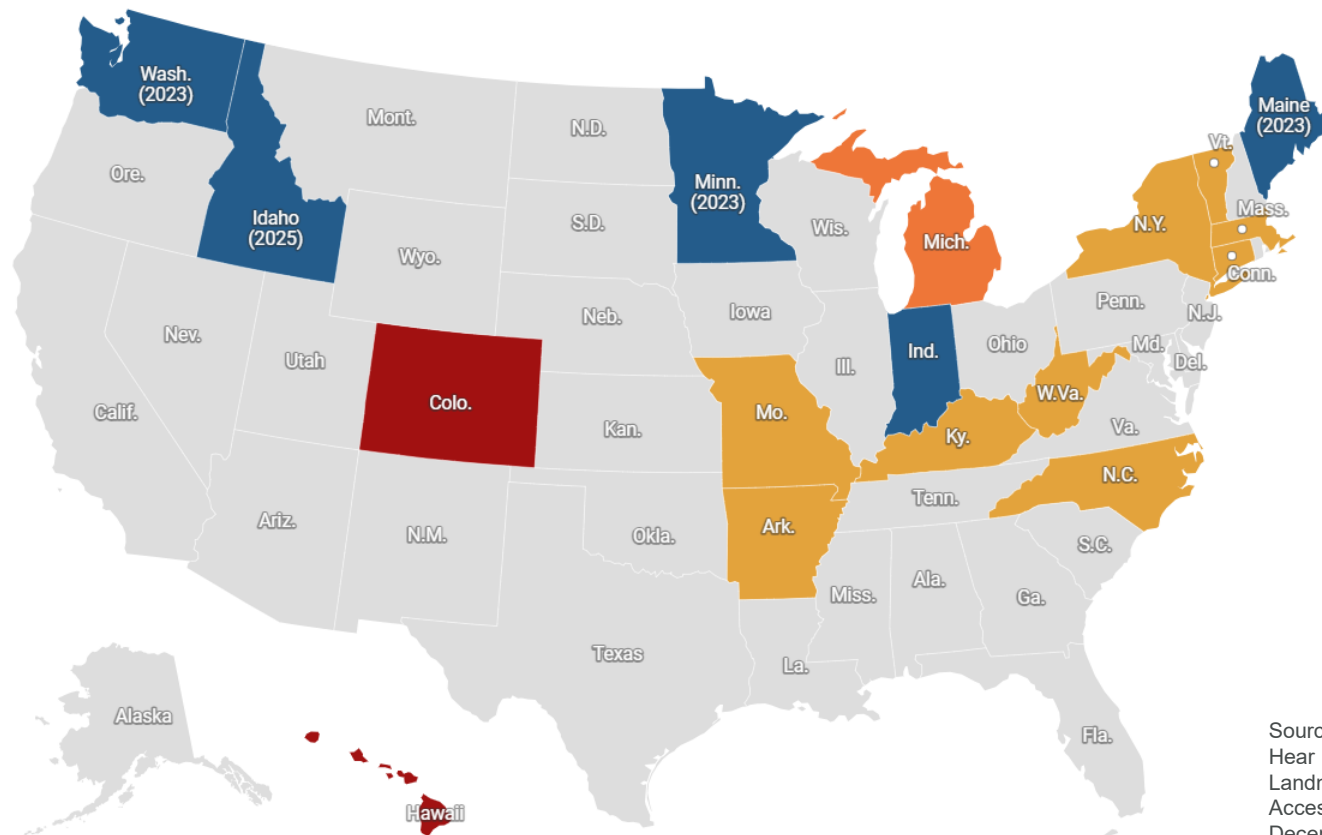 Wash.
(2023)
Mont.
N.D.
Minn.
(2023)
Maine
(2023)
Vt.
Ore.
Idaho
(2025)
S.D.
Wis.
Mich.
N.Y.
Mass.
Conn.
Wyo.
Iowa
Neb.
Penn.
N.J.
Nev.
Utah
Ill.
Ind.
Ohio
Md.
Del.
Calif.
Colo.
Kan.
Mo.
Ky.
W.Va.
Va.
Ariz.
N.M.
Okla.
Ark.
Tenn.
N.C.
S.C.
Miss.
Ala.
Ga.
Texas
La.
Fla.
Alaska
Hawaii
Sourc
Hear
Landr
Acces